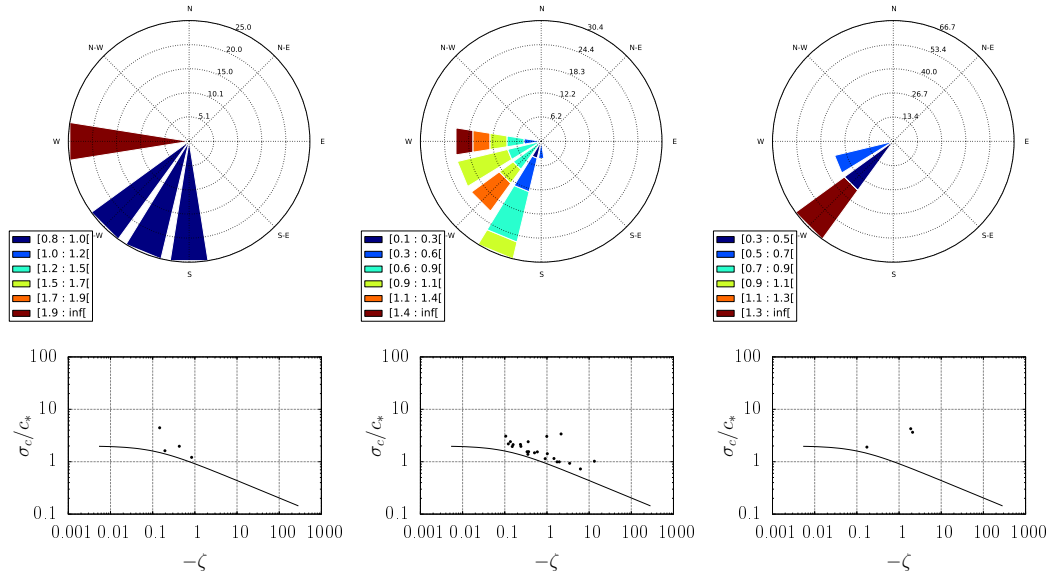 N
N-E
E
S-E
S
-W
W
N-W
5.1
10.1
15.0
20.0
25.0
[0.8 : 1.0[
[1.0 : 1.2[
[1.2 : 1.5[
[1.5 : 1.7[
[1.7 : 1.9[
[1.9 : inf[
N
N-E
E
S-E
S
-W
W
N-W
6.2
12.2
18.3
24.4
30.4
[0.1 : 0.3[
[0.3 : 0.6[
[0.6 : 0.9[
[0.9 : 1.1[
[1.1 : 1.4[
[1.4 : inf[
N
N-E
E
S-E
S
-W
W
N-W
13.4
26.7
40.0
53.4
66.7
[0.3 : 0.5[
[0.5 : 0.7[
[0.7 : 0.9[
[0.9 : 1.1[
[1.1 : 1.3[
[1.3 : inf[
100
10
1
0.1
σc/c*
0.001 0.01 0.1 1 10 100 1000
−ζ
100
10
1
0.1
σc/c*
0.001 0.01 0.1 1 10 100 1000
−ζ
100
10
1
0.1
σc/c*
0.001 0.01 0.1 1 10 100 1000
−ζ